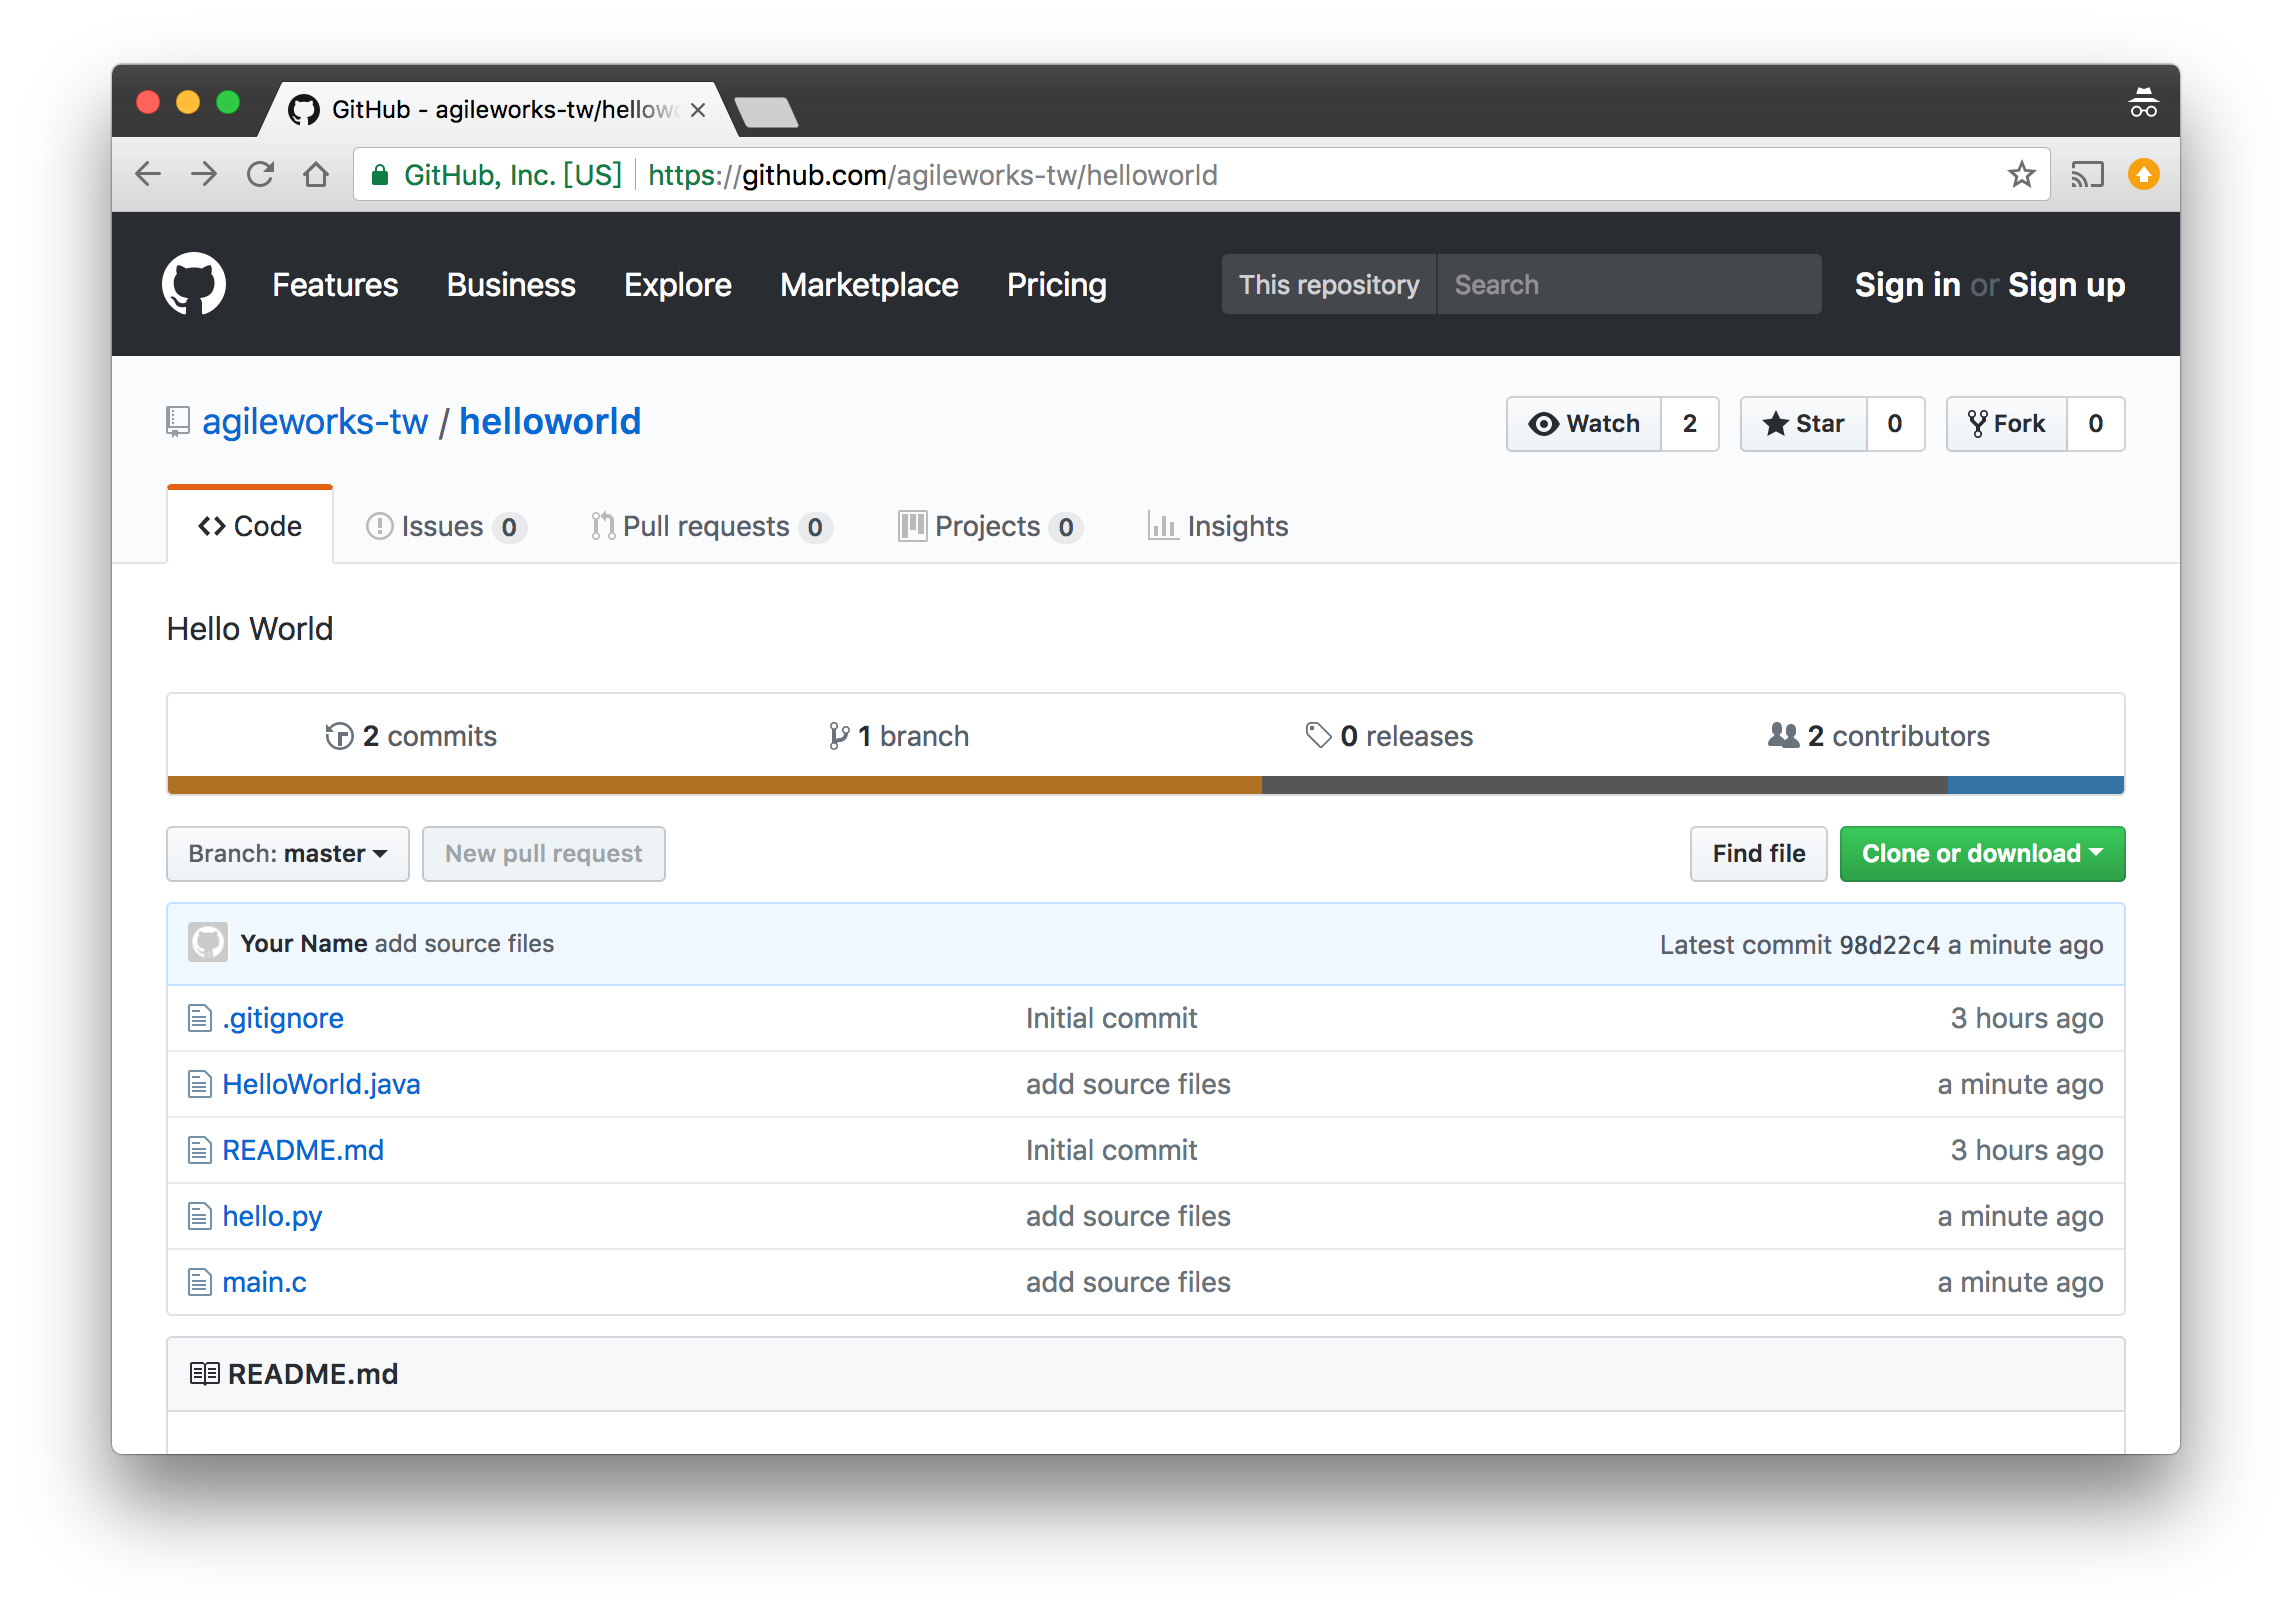 GitHub - agileworks-tw/hellow
GitHub, Inc. [US] https://github.com/agileworks-tw/helloworld
Features Business Explore Marketplace Pricing This repository Search Sign in or Sign up
agileworks-tw / helloworld Watch 2 Star 0 Fork 0
Code Issues 0 Pull requests 0 Projects 0 Insights
Hello World
2 commits 1 branch 0 releases 2 contributors
Branch: master New pull request Find file Clone or download
Your Name add source files Latest commit 98d22c4 a minute ago
.gitignore Initial commit 3 hours ago
HelloWorld.java add source files a minute ago
README.md Initial commit 3 hours ago
hello.py add source files a minute ago
main.c add source files a minute ago
README.md